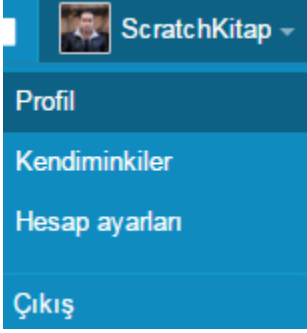 ScratchKitap
Profil
Kendiminkiler
Hesap ayarları
Çıkış